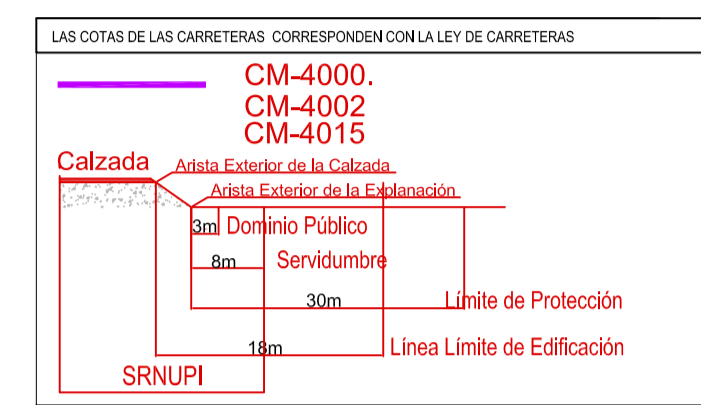 LAS COTAS DE LAS CARRETERAS CORRESPONDEN CON LA LEY DE CARRETERAS
CM-4000.
CM-4002
CM-4015
Calzada
Arista Exterior de la Calzada
Arista Exterior de la Explanación
3m Dominio Público
8m Servidumbre
30m Límite de Protección
18m Línea Límite de Edificación
SRNUPI